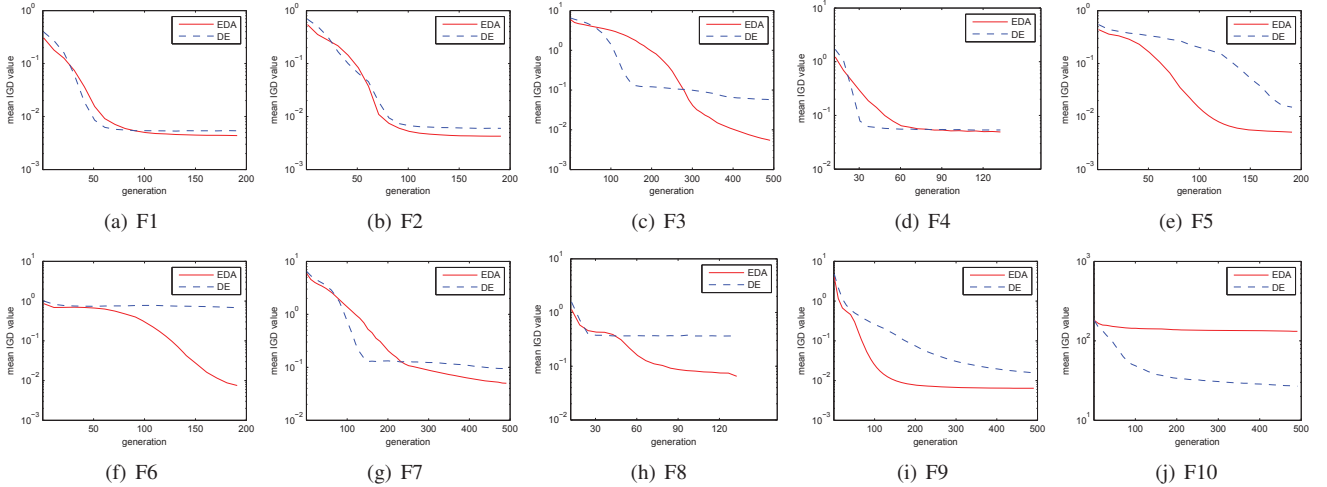 10^1
10^0
10^-1
10^-2
10^-3
mean IGD value
50
100
150
200
generation
EDA
DE
(a) F1
10^1
10^0
10^-1
10^-2
10^-3
mean IGD value
50
100
150
200
generation
EDA
DE
(b) F2
10^1
10^0
10^-1
10^-2
10^-3
mean IGD value
100
200
300
400
500
generation
EDA
DE
(c) F3
10^1
10^0
10^-1
10^-2
mean IGD value
30
60
90
120
generation
EDA
DE
(d) F4
10^0
10^-1
10^-2
10^-3
mean IGD value
50
100
150
200
generation
EDA
DE
(e) F5
10^1
10^0
10^-1
10^-2
10^-3
mean IGD value
50
100
150
200
generation
EDA
DE
(f) F6
10^1
10^0
10^-1
10^-2
mean IGD value
100
200
300
400
500
generation
EDA
DE
(g) F7
10^1
10^0
10^-1
10^-2
mean IGD value
30
60
90
120
generation
EDA
DE
(h) F8
10^1
10^0
10^-1
10^-2
10^-3
mean IGD value
100
200
300
400
500
generation
EDA
DE
(i) F9
10^3
10^2
10^1
mean IGD value
100
200
300
400
500
generation
EDA
DE
(j) F10